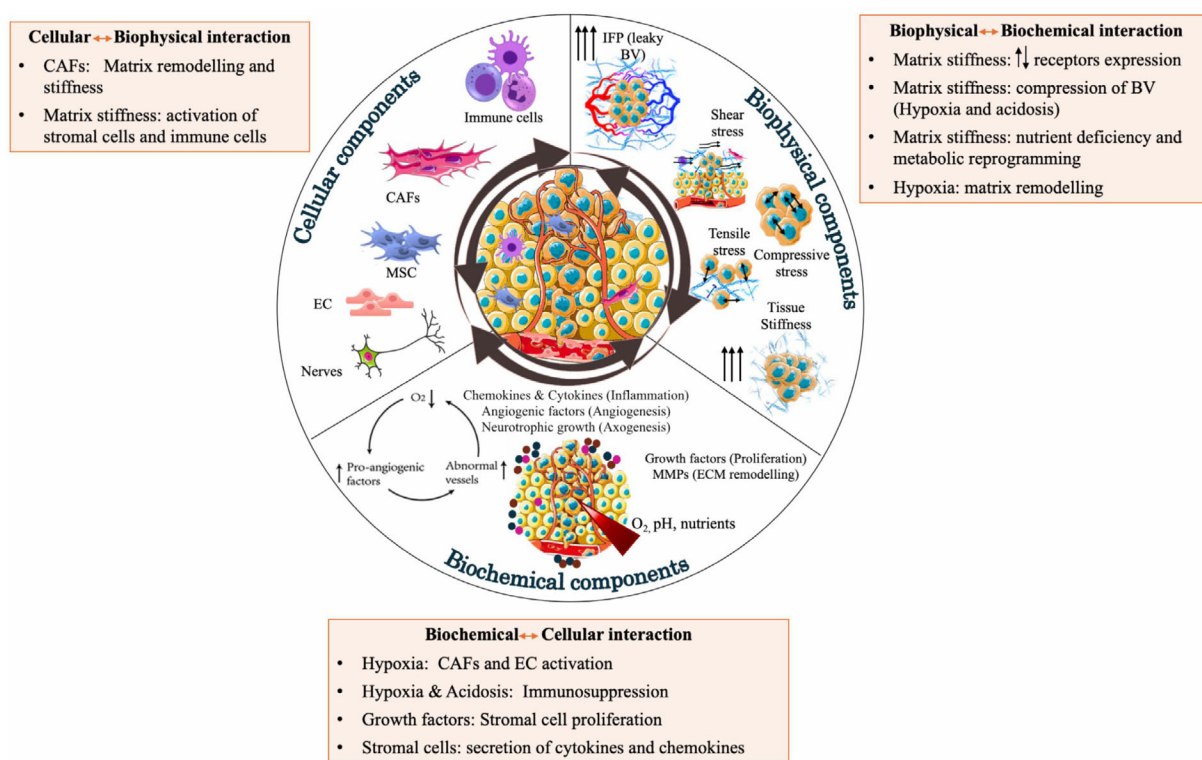 Cellular ↔ Biophysical interaction
• CAFs: Matrix remodelling and
stiffness
• Matrix stiffness: activation of
stromal cells and immune cells
Cellular components
Immune cells
CAFs
MSC
EC
Nerves
Biophysical components
↑↑↑ IFP (leaky
BV)
Shear
stress
Tensile
stress
Compressive
stress
Tissue
Stiffness
↑↑↑
Biophysical ↔ Biochemical interaction
• Matrix stiffness: ↑↓ receptors expression
• Matrix stiffness: compression of BV
(Hypoxia and acidosis)
• Matrix stiffness: nutrient deficiency and
metabolic reprogramming
• Hypoxia: matrix remodelling
O₂ ↓
↑ Pro-angiogenic
factors
Abnormal ↑
vessels
Chemokines & Cytokines (Inflammation)
Angiogenic factors (Angiogenesis)
Neurotrophic growth (Axogenesis)
Growth factors (Proliferation)
MMPs (ECM remodelling)
O₂, pH, nutrients
Biochemical components
Biochemical ↔ Cellular interaction
• Hypoxia: CAFs and EC activation
• Hypoxia & Acidosis: Immunosuppression
• Growth factors: Stromal cell proliferation
• Stromal cells: secretion of cytokines and chemokines